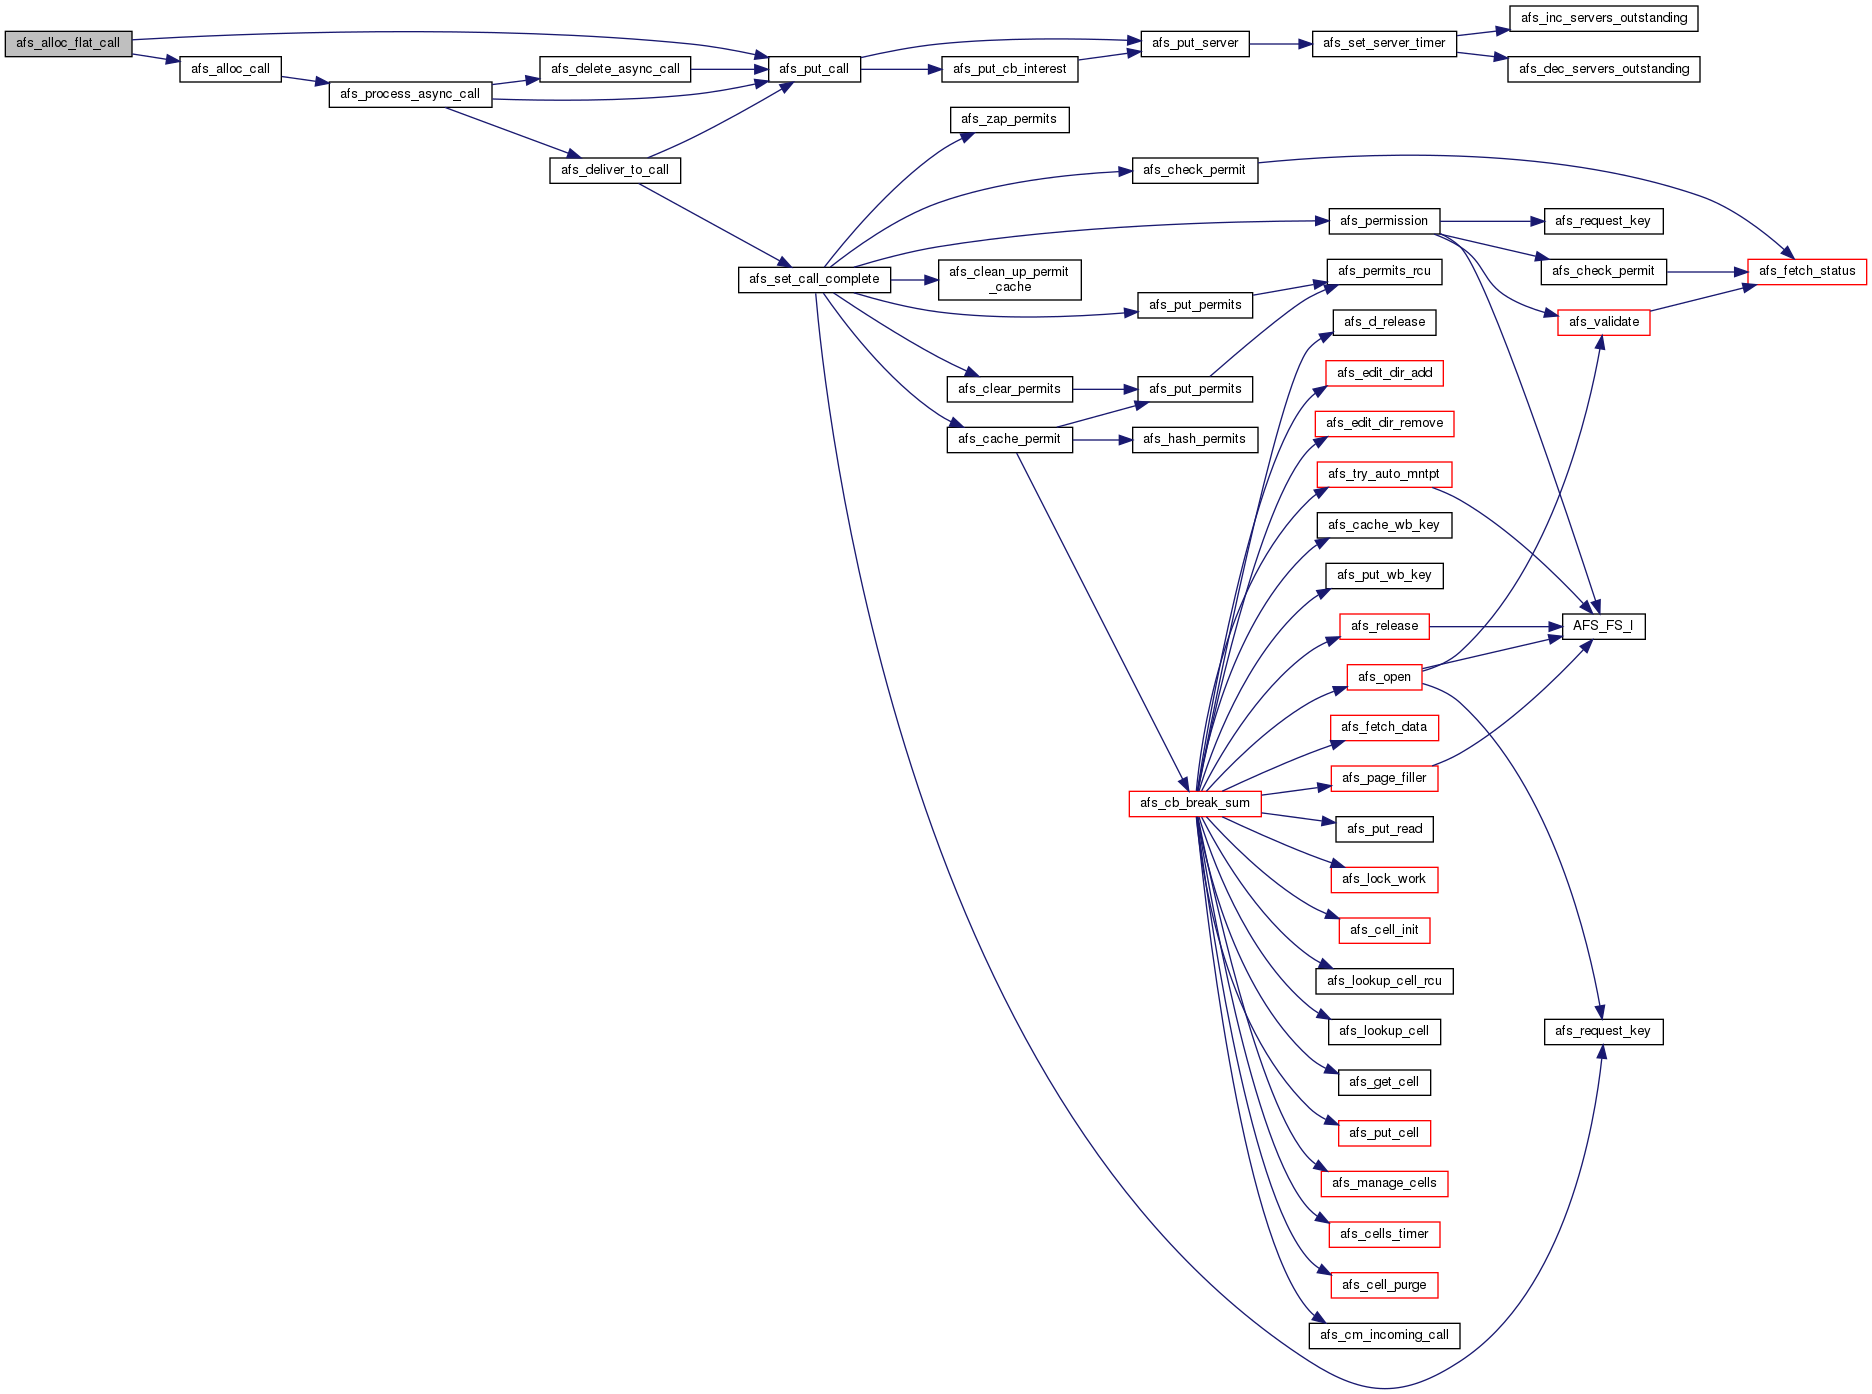 afs_alloc_flat_call
afs_alloc_call
afs_process_async_call
afs_delete_async_call
afs_deliver_to_call
afs_put_call
afs_set_call_complete
afs_put_cb_interest
afs_zap_permits
afs_clean_up_permit
_cache
afs_clear_permits
afs_cache_permit
afs_put_server
afs_check_permit
afs_put_permits
afs_put_permits
afs_hash_permits
afs_cb_break_sum
afs_set_server_timer
afs_permission
afs_permits_rcu
afs_d_release
afs_edit_dir_add
afs_edit_dir_remove
afs_try_auto_mntpt
afs_cache_wb_key
afs_put_wb_key
afs_release
afs_open
afs_fetch_data
afs_page_filler
afs_put_read
afs_lock_work
afs_cell_init
afs_lookup_cell_rcu
afs_lookup_cell
afs_get_cell
afs_put_cell
afs_manage_cells
afs_cells_timer
afs_cell_purge
afs_cm_incoming_call
afs_inc_servers_outstanding
afs_dec_servers_outstanding
afs_request_key
afs_check_permit
afs_validate
AFS_FS_I
afs_request_key
afs_fetch_status